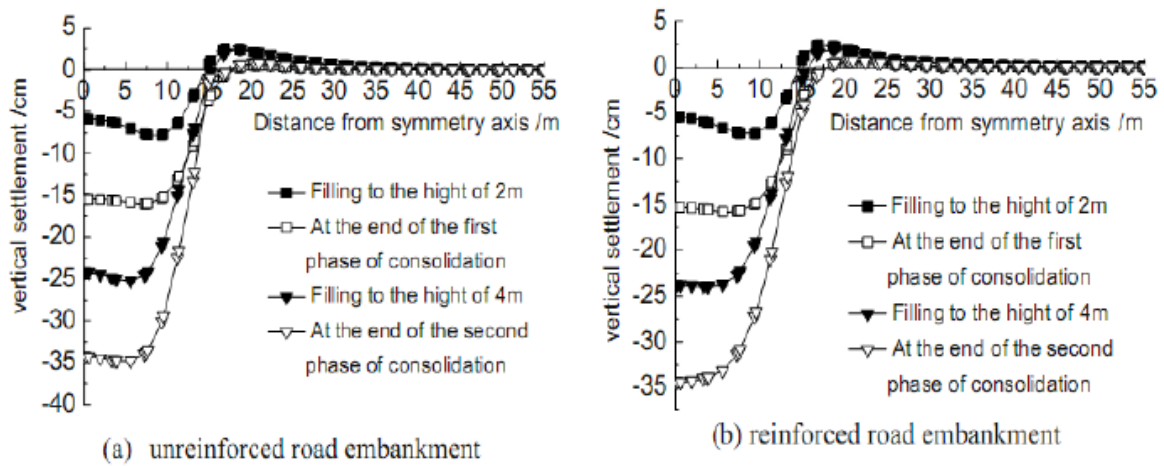 5
0
-5
-10
-15
-20
-25
-30
-35
-40
0 5 10 15 20 25 30 35 40 45 50 55
vertical settlement /cm
Distance from symmetry axis /m
Filling to the hight of 2m
At the end of the first
phase of consolidation
Filling to the hight of 4m
At the end of the second
phase of consolidation
(a) unreinforced road embankment
5
0
-5
-10
-15
-20
-25
-30
-35
0 5 10 15 20 25 30 35 40 45 50 55
vertical settlement /cm
Distance from symmetry axis /m
Filling to the hight of 2m
At the end of the first
phase of consolidation
Filling to the hight of 4m
At the end of the second
phase of consolidation
(b) reinforced road embankment